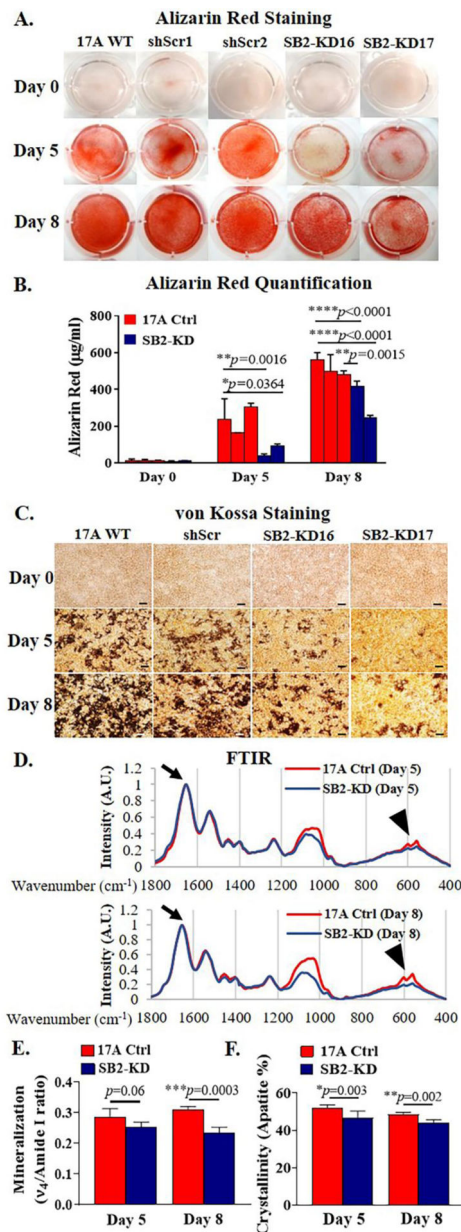 A. Alizarin Red Staining
17A WT shScr1 shScr2 SB2-KD16 SB2-KD17
Day 0
Day 5
Day 8
B. Alizarin Red Quantification
Alizarin Red (µg/ml)
800
600
400
200
0
17A Ctrl
SB2-KD
**p=0.0016
*p=0.0364
****p<0.0001
****p<0.0001
**p=0.0015
Day 0 Day 5 Day 8
C. von Kossa Staining
17A WT shScr SB2-KD16 SB2-KD17
Day 0
Day 5
Day 8
D. FTIR
Intensity (A.U.)
1.2
1
0.8
0.6
0.4
0.2
0
17A Ctrl (Day 5)
SB2-KD (Day 5)
Wavenumber (cm-1) 1800 1600 1400 1200 1000 800 600 400
Intensity (A.U.)
1.2
1
0.8
0.6
0.4
0.2
0
17A Ctrl (Day 8)
SB2-KD (Day 8)
Wavenumber (cm-1) 1800 1600 1400 1200 1000 800 600 400
E.
17A Ctrl
SB2-KD
Mineralization
(ν4/Amide I ratio)
0.4
0.3
0.2
0.1
0.0
p=0.06
***p=0.0003
Day 5 Day 8
F.
17A Ctrl
SB2-KD
Crystallinity (Apatite %)
60
40
20
0
*p=0.003
**p=0.002
Day 5 Day 8